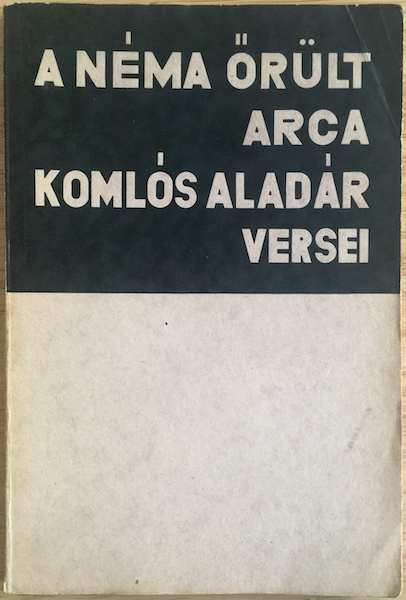 A NÉMA ŐRÜLT
ARCA
KOMLÓS ALADÁR
VERSEI